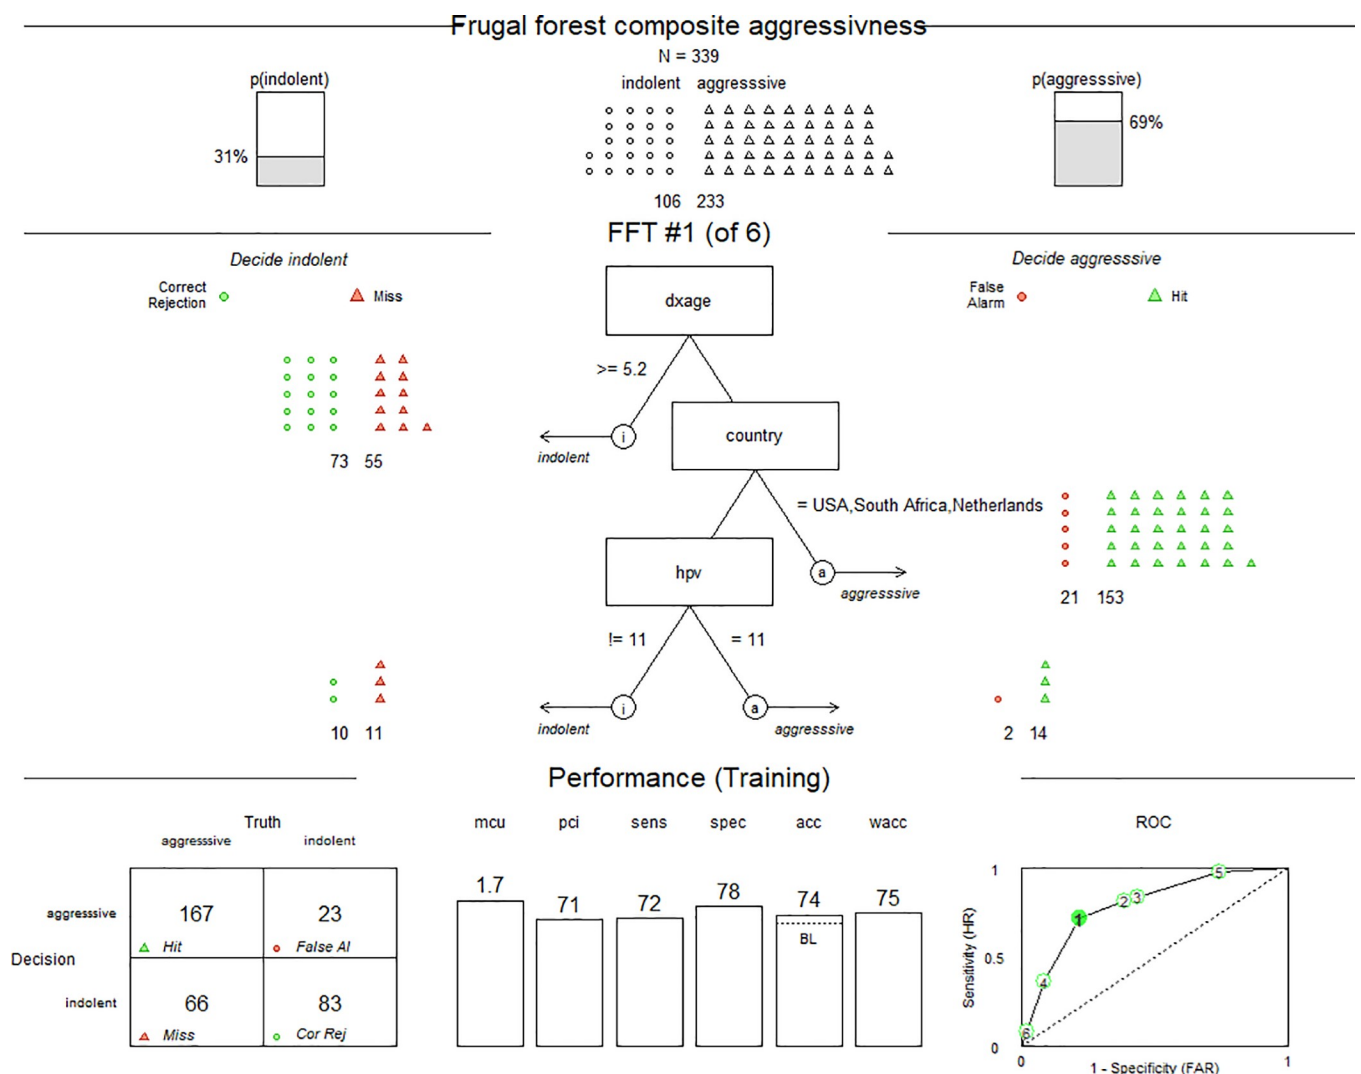 Frugal forest composite aggressivness
N = 339
p(indolent)
indolent aggresssive
p(aggresssive)
31%
69%
106 233
FFT #1 (of 6)
Decide indolent
Decide aggresssive
Correct
Rejection
Miss
False
Alarm
Hit
dxage
>= 5.2
i
indolent
country
73 55
= USA,South Africa,Netherlands
a
aggresssive
21 153
hpv
!= 11
= 11
i
indolent
a
aggresssive
10 11
2 14
Performance (Training)
Truth
aggresssive indolent
Decision
aggresssive
167
Hit
23
False Al
indolent
66
Miss
83
Cor Rej
mcu pci sens spec acc wacc
1.7 71 72 78 74 75
BL
ROC
Sensitivity (HR)
1
0.5
0
5
2 3
1
4
6
0 1
1 - Specificity (FAR)